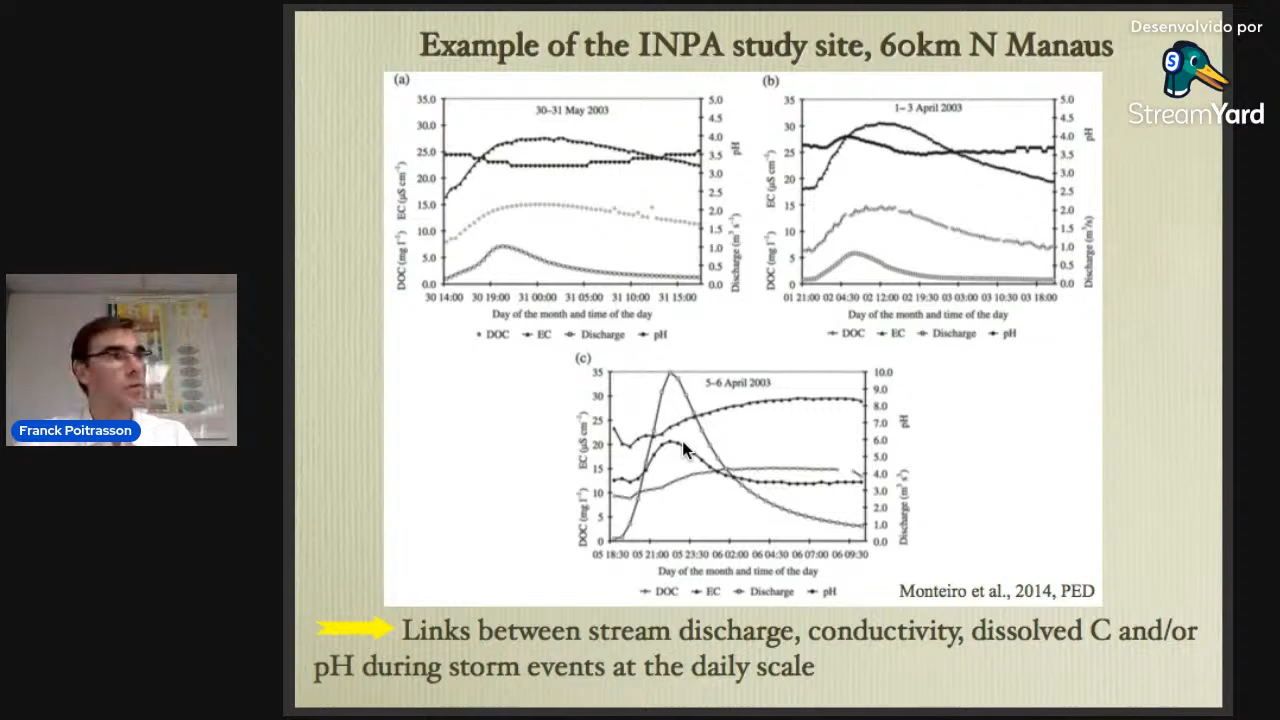 Example of the INPA study site, 60km N Manaus
Desenvolvido por
StreamYard
(a)
30–31 May 2003
35.0
30.0
25.0
20.0
15.0
10.0
5.0
0.0
DOC (mg l⁻¹) EC (µS cm⁻¹)
5.0
4.5
4.0
3.5
3.0
2.5
2.0
1.5
1.0
0.5
0.0
Discharge (m³ s⁻¹) pH
30 14:00 30 19:00 31 00:00 31 05:00 31 10:00 31 15:00
Day of the month and time of the day
DOC EC Discharge pH
(b)
1–3 April 2003
35
30
25
20
15
10
5
0
DOC (mg l⁻¹) EC (µS cm⁻¹)
5.0
4.5
4.0
3.5
3.0
2.5
2.0
1.5
1.0
0.5
0.0
Discharge (m³/s) pH
01 21:00 02 04:30 02 12:00 02 19:30 03 03:00 03 10:30 03 18:00
Day of the month and time of the day
DOC EC Discharge pH
(c)
5–6 April 2003
35
30
25
20
15
10
5
0
DOC (mg l⁻¹) EC (µS cm⁻¹)
10.0
9.0
8.0
7.0
6.0
5.0
4.0
3.0
2.0
1.0
0.0
Discharge (m³ s⁻¹) pH
05 18:30 05 21:00 05 23:30 06 02:00 06 04:30 06 07:00 06 09:30
Day of the month and time of the day
DOC EC Discharge pH
Monteiro et al., 2014, PED
Links between stream discharge, conductivity, dissolved C and/or
pH during storm events at the daily scale
Franck Poitrasson